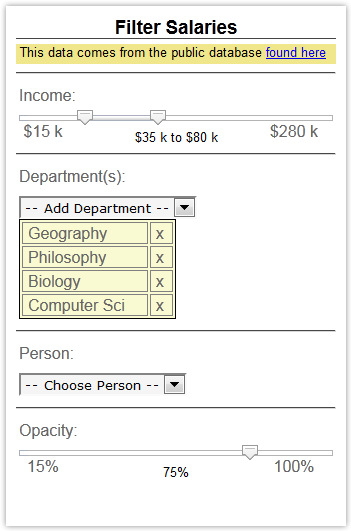 Filter Salaries
This data comes from the public database found here
Income:
$15 k $35 k to $80 k $280 k
Department(s):
-- Add Department --
Geography x
Philosophy x
Biology x
Computer Sci x
Person:
-- Choose Person --
Opacity:
15% 75% 100%